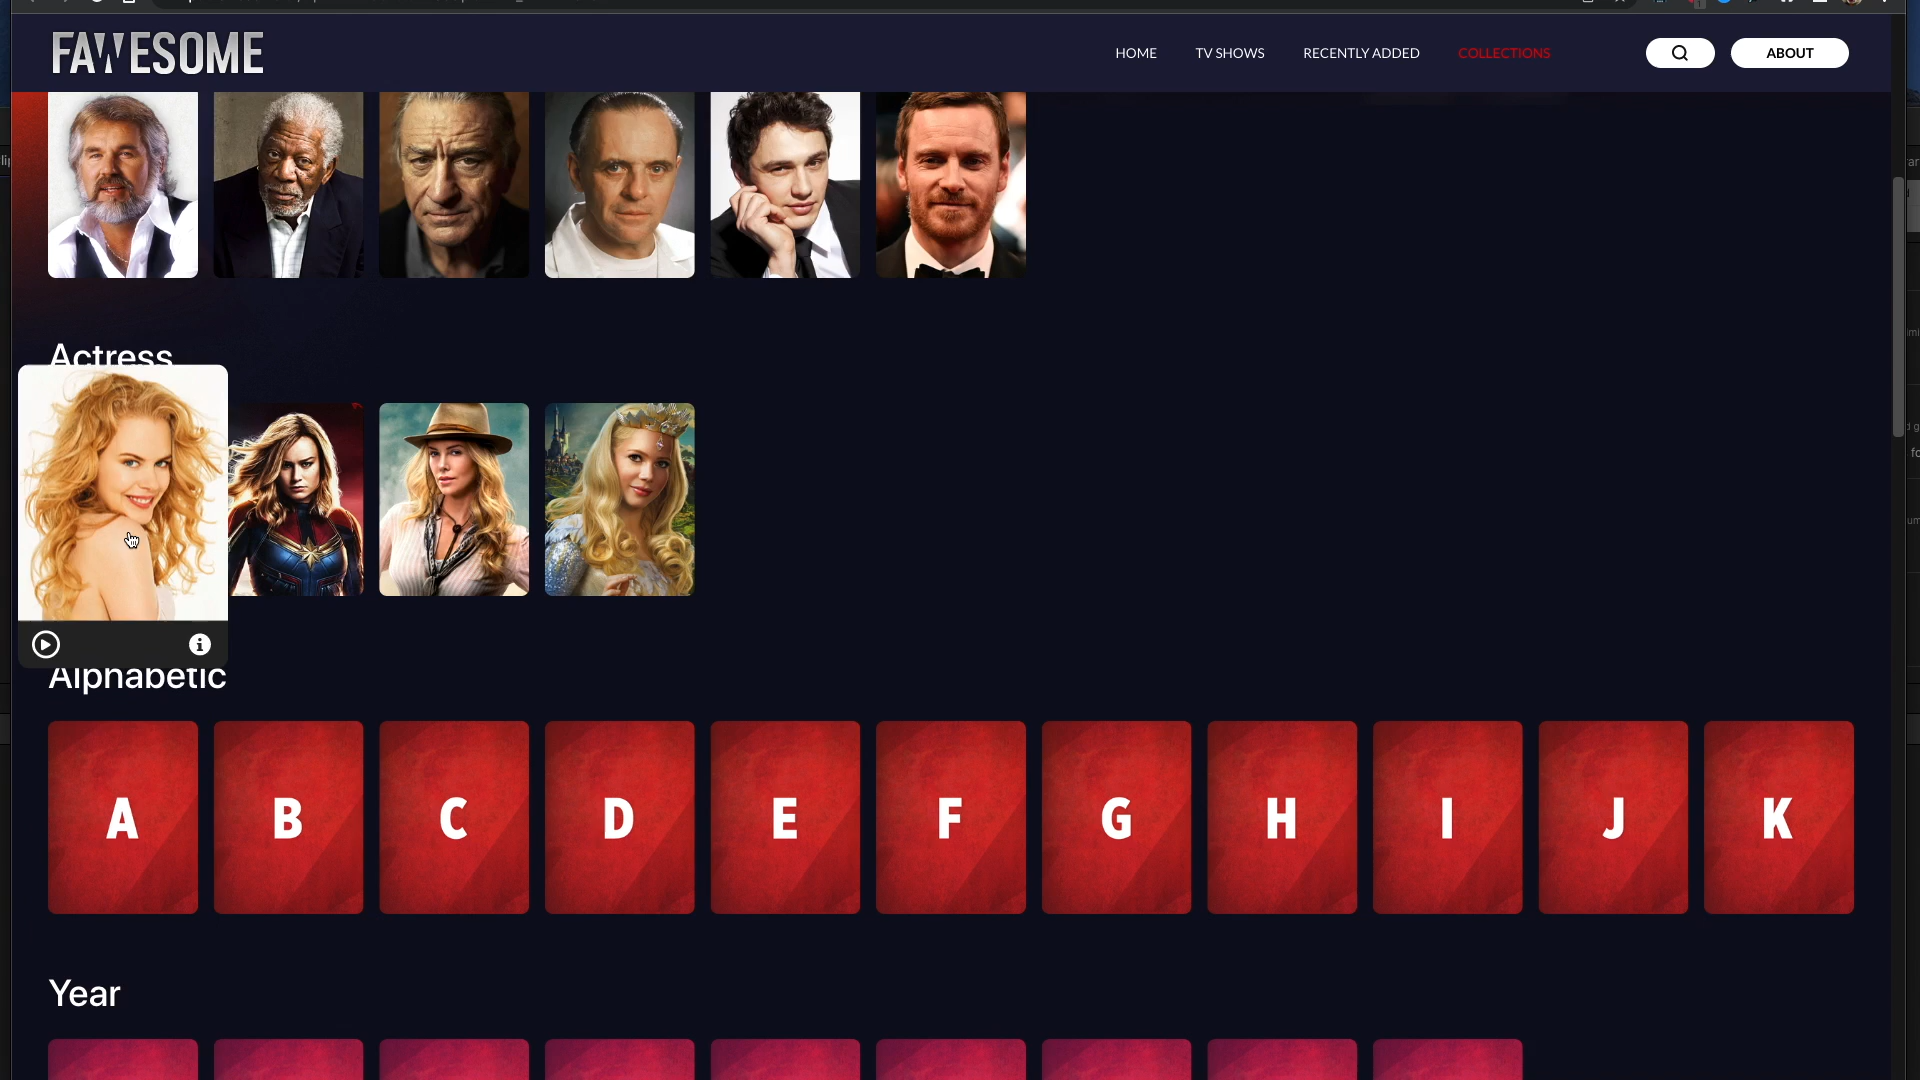 FAWESOME
HOME TV SHOWS RECENTLY ADDED COLLECTIONS ABOUT
Actress
Alphabetic
A B C D E F G H I J K
Year